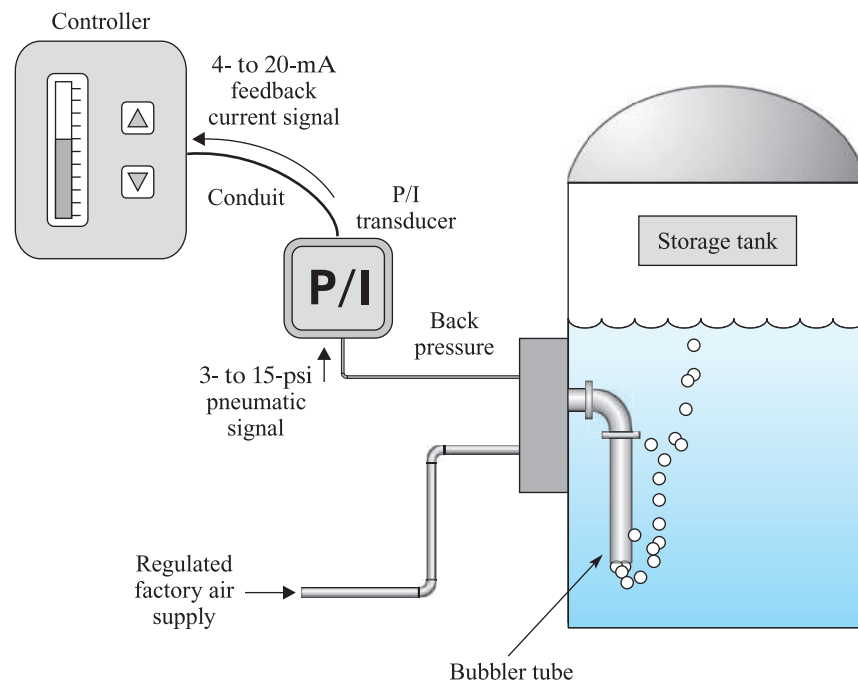 Controller
4- to 20-mA
feedback
current signal
Conduit
P/I
transducer
P/I
Storage tank
Back
pressure
3- to 15-psi
pneumatic
signal
Regulated
factory air
supply
Bubbler tube